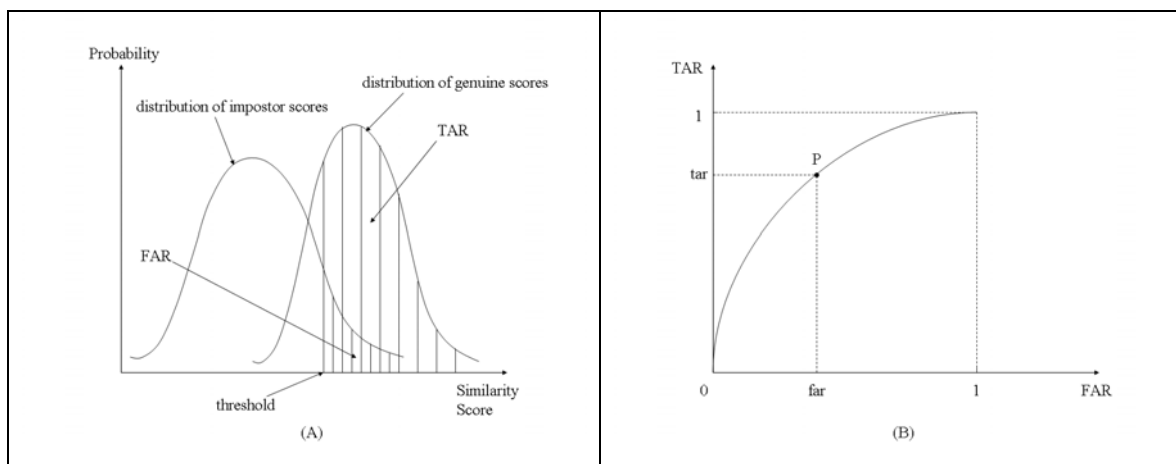 Probability
distribution of genuine scores
distribution of impostor scores
TAR
FAR
threshold
Similarity
Score
(A)
TAR
1
P
tar
0
far
1
FAR
(B)